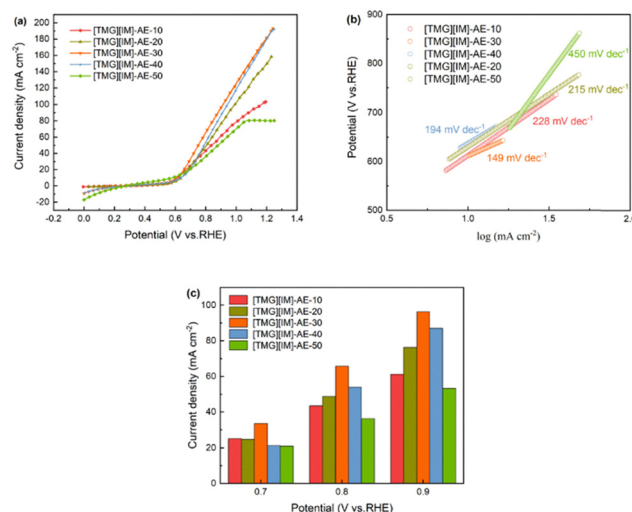 (a)
[TMG][IM]-AE-10
[TMG][IM]-AE-20
[TMG][IM]-AE-30
[TMG][IM]-AE-40
[TMG][IM]-AE-50
Current density (mA cm⁻²)
200
180
160
140
120
100
80
60
40
20
0
-20
0.0 0.2 0.4 0.6 0.8 1.0 1.2 1.4
Potential (V vs.RHE)
(b)
[TMG][IM]-AE-10
[TMG][IM]-AE-30
[TMG][IM]-AE-40
[TMG][IM]-AE-20
[TMG][IM]-AE-50
450 mV dec⁻¹
215 mV dec⁻¹
228 mV dec⁻¹
194 mV dec⁻¹
149 mV dec⁻¹
Potential (V vs.RHE)
900
800
700
600
500
0.5 1.0 1.5 2.0
log (mA cm⁻²)
(c)
[TMG][IM]-AE-10
[TMG][IM]-AE-20
[TMG][IM]-AE-30
[TMG][IM]-AE-40
[TMG][IM]-AE-50
Current density (mA cm⁻²)
100
80
60
40
20
0
0.7 0.8 0.9
Potential (V vs.RHE)